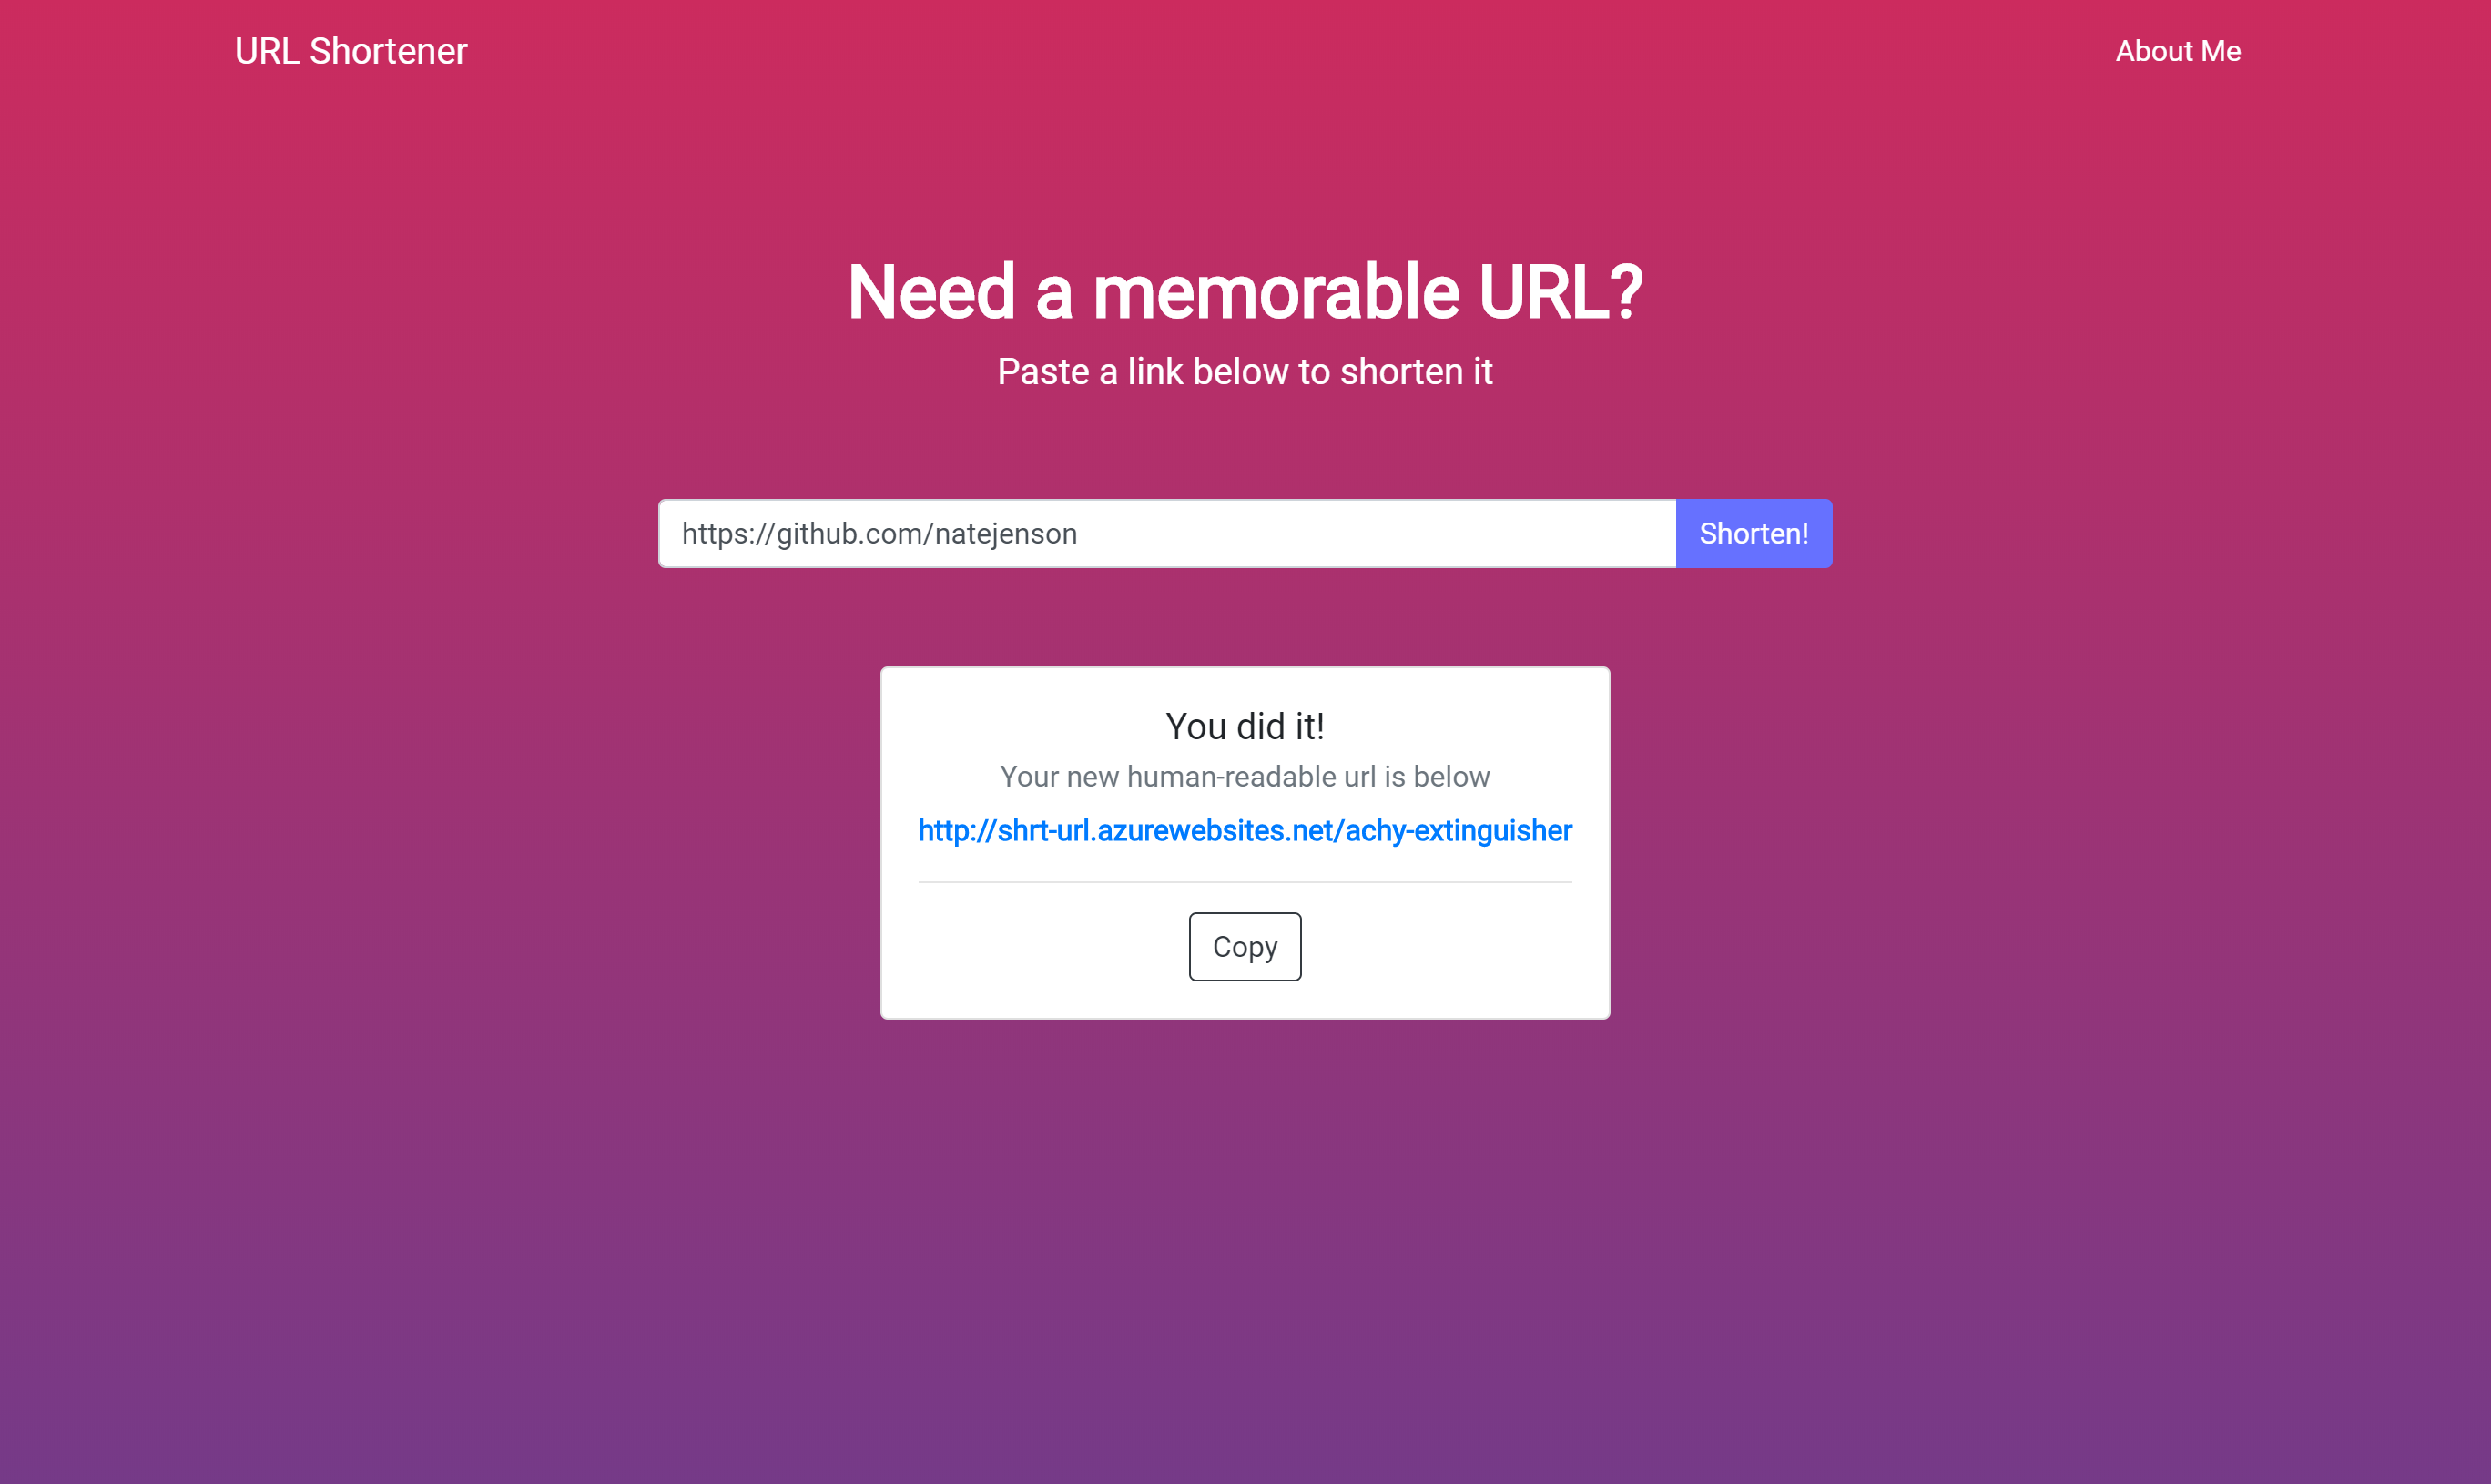 URL Shortener
About Me
Need a memorable URL?
Paste a link below to shorten it
https://github.com/natejenson
Shorten!
You did it!
Your new human-readable url is below
http://shrt-url.azurewebsites.net/achy-extinguisher
Copy